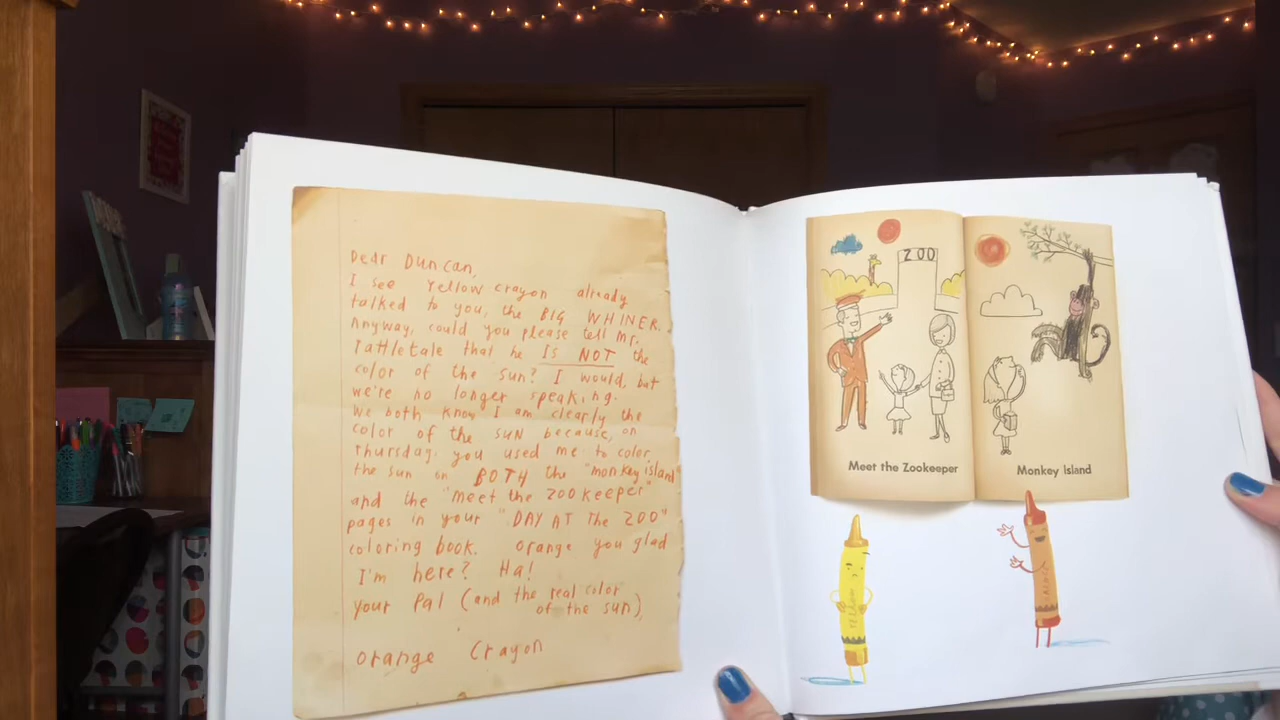 Dear Duncan,
I see Yellow crayon already
talked to you, the BIG WHINER.
Anyway, could you please tell Mr.
Tattletale that he IS NOT the
color of the sun? I would, but
we're no longer speaking.
We both know I am clearly the
color of the sun because, on
Thursday, you used me to color
the sun on BOTH the "monkey island"
and the "meet the zookeeper"
pages in your "DAY AT The ZOO"
coloring book. Orange you glad
I'm here? Ha!
Your Pal (and the real color
of the sun),
Orange Crayon
ZOO
Meet the Zookeeper
Monkey Island